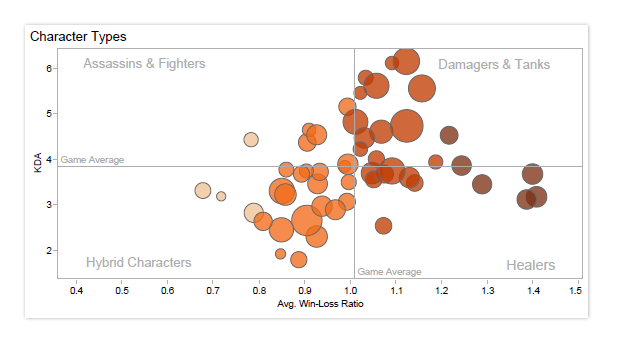 Character Types
Assassins & Fighters
Damagers & Tanks
6
5
4
3
2
KDA
Game Average
Hybrid Characters
Healers
Game Average
0.4 0.5 0.6 0.7 0.8 0.9 1.0 1.1 1.2 1.3 1.4 1.5
Avg. Win-Loss Ratio